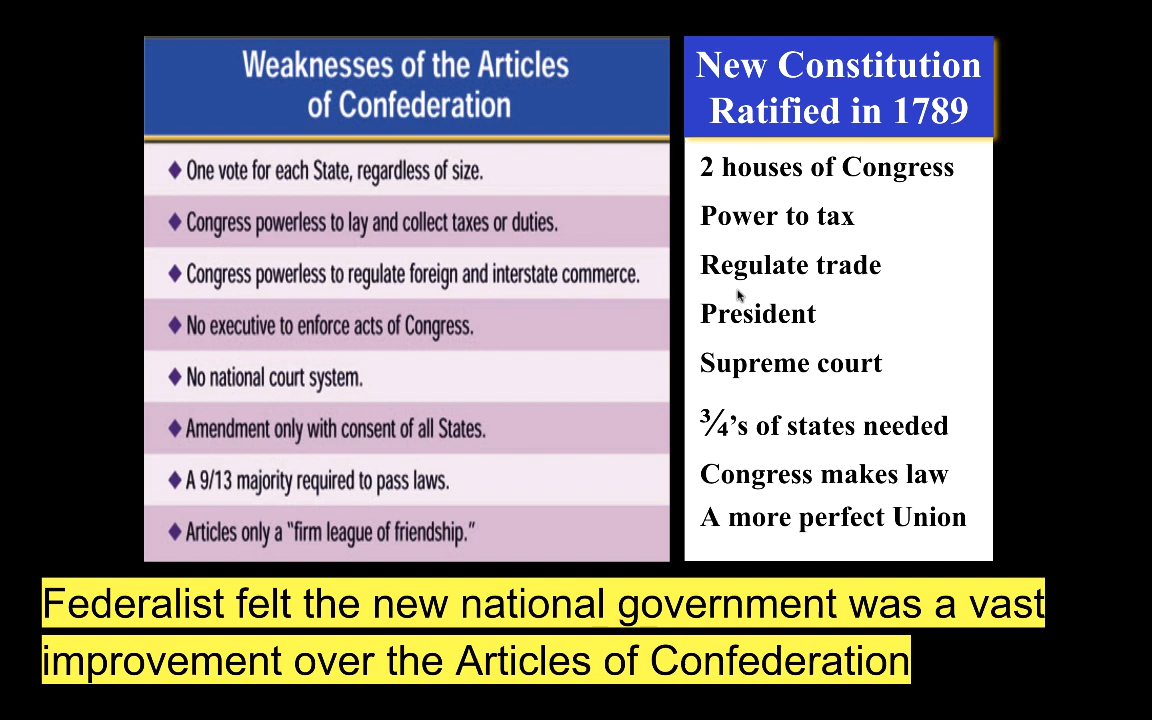 Weaknesses of the Articles
of Confederation
◆ One vote for each State, regardless of size.
◆ Congress powerless to lay and collect taxes or duties.
◆ Congress powerless to regulate foreign and interstate commerce.
◆ No executive to enforce acts of Congress.
◆ No national court system.
◆ Amendment only with consent of all States.
◆ A 9/13 majority required to pass laws.
◆ Articles only a “firm league of friendship.”
New Constitution
Ratified in 1789
2 houses of Congress
Power to tax
Regulate trade
President
Supreme court
¾’s of states needed
Congress makes law
A more perfect Union
Federalist felt the new national government was a vast
improvement over the Articles of Confederation